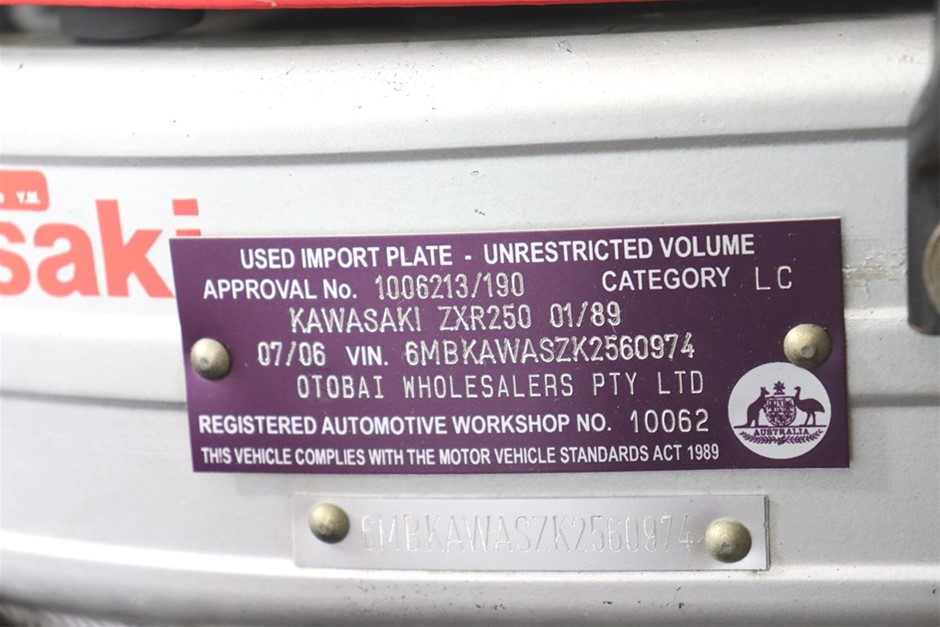 Y.M.
saki
USED IMPORT PLATE - UNRESTRICTED VOLUME
APPROVAL No. 1006213/190 CATEGORY LC
KAWASAKI ZXR250 01/89
07/06 VIN. 6MBKAWASZK2560974
OTOBAI WHOLESALERS PTY LTD
REGISTERED AUTOMOTIVE WORKSHOP NO. 10062
AUSTRALIA
THIS VEHICLE COMPLIES WITH THE MOTOR VEHICLE STANDARDS ACT 1989
6MBKAWASZK2560974